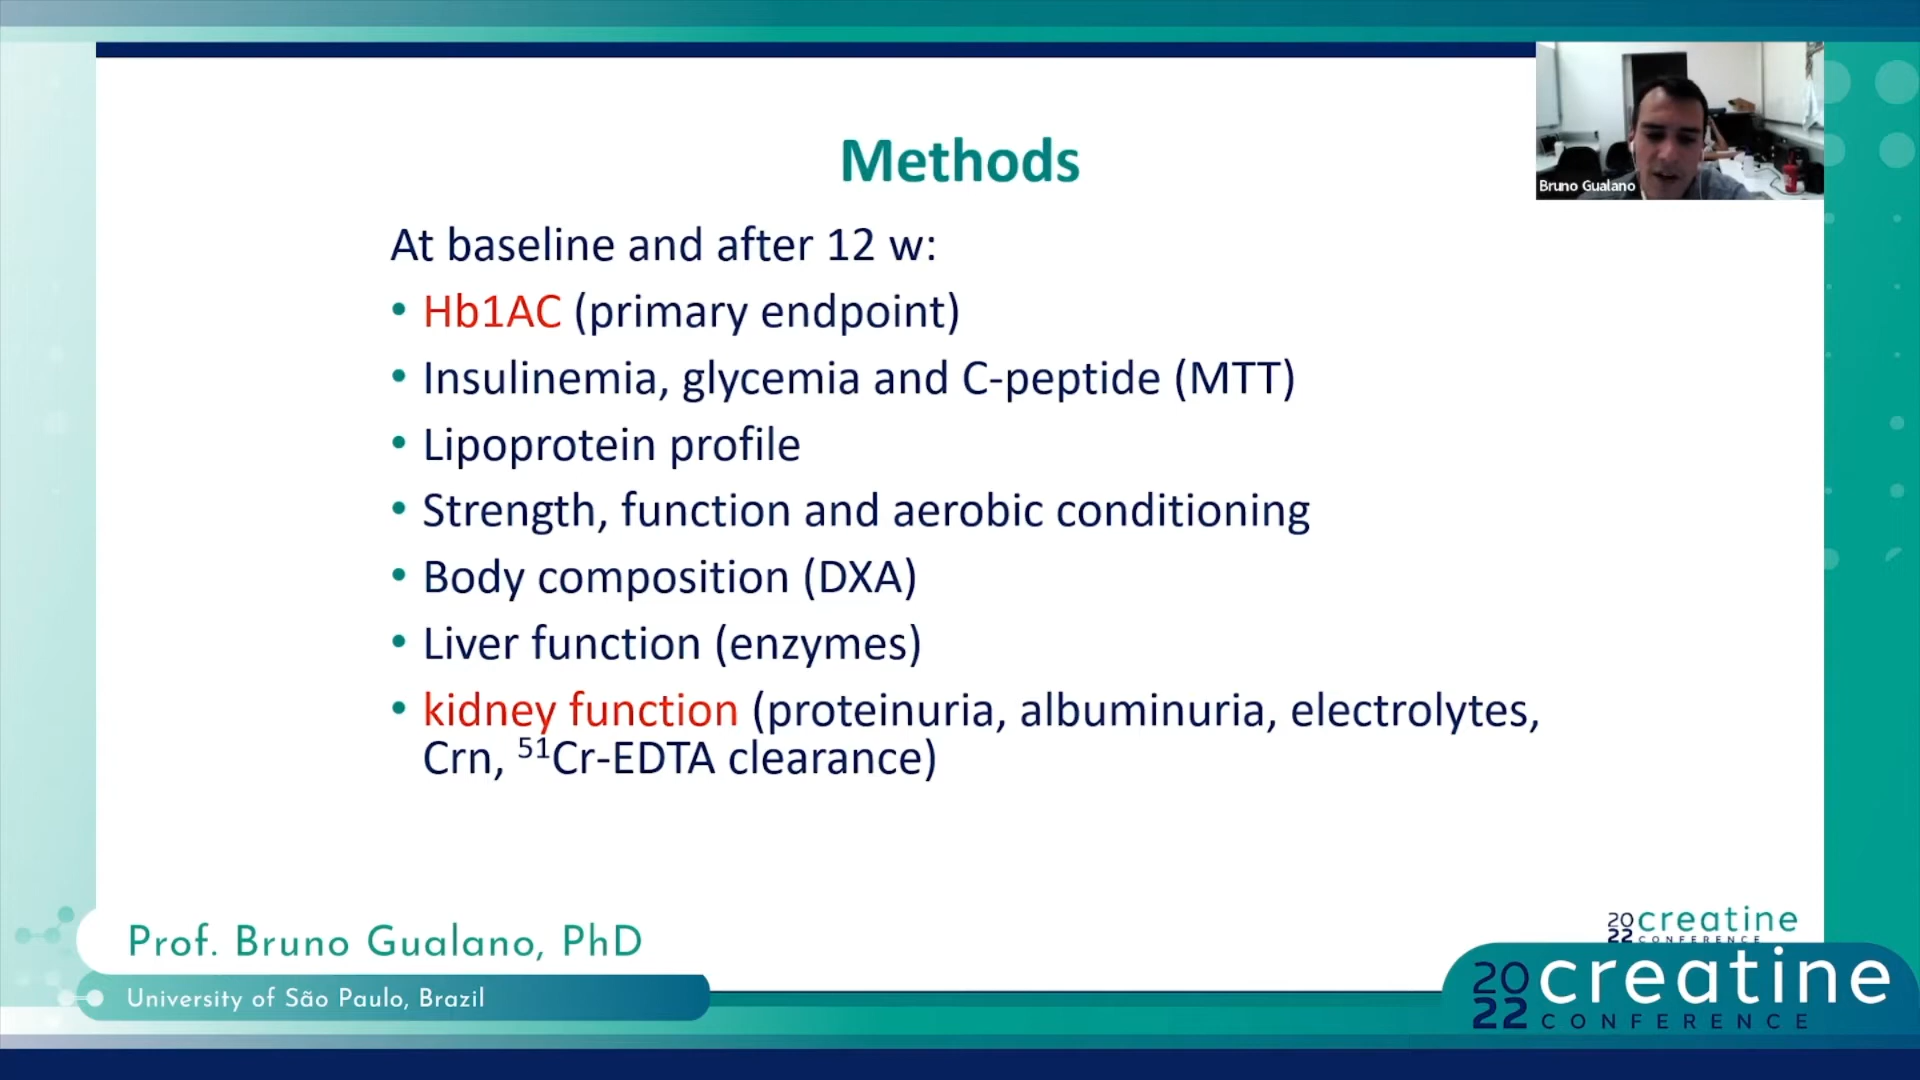 Methods
Bruno Gualano
At baseline and after 12 w:
• Hb1AC (primary endpoint)
• Insulinemia, glycemia and C-peptide (MTT)
• Lipoprotein profile
• Strength, function and aerobic conditioning
• Body composition (DXA)
• Liver function (enzymes)
• kidney function (proteinuria, albuminuria, electrolytes,
Crn, ⁵¹Cr-EDTA clearance)
Prof. Bruno Gualano, PhD
University of São Paulo, Brazil
2022 creatine
CONFERENCE
2022 creatine
CONFERENCE